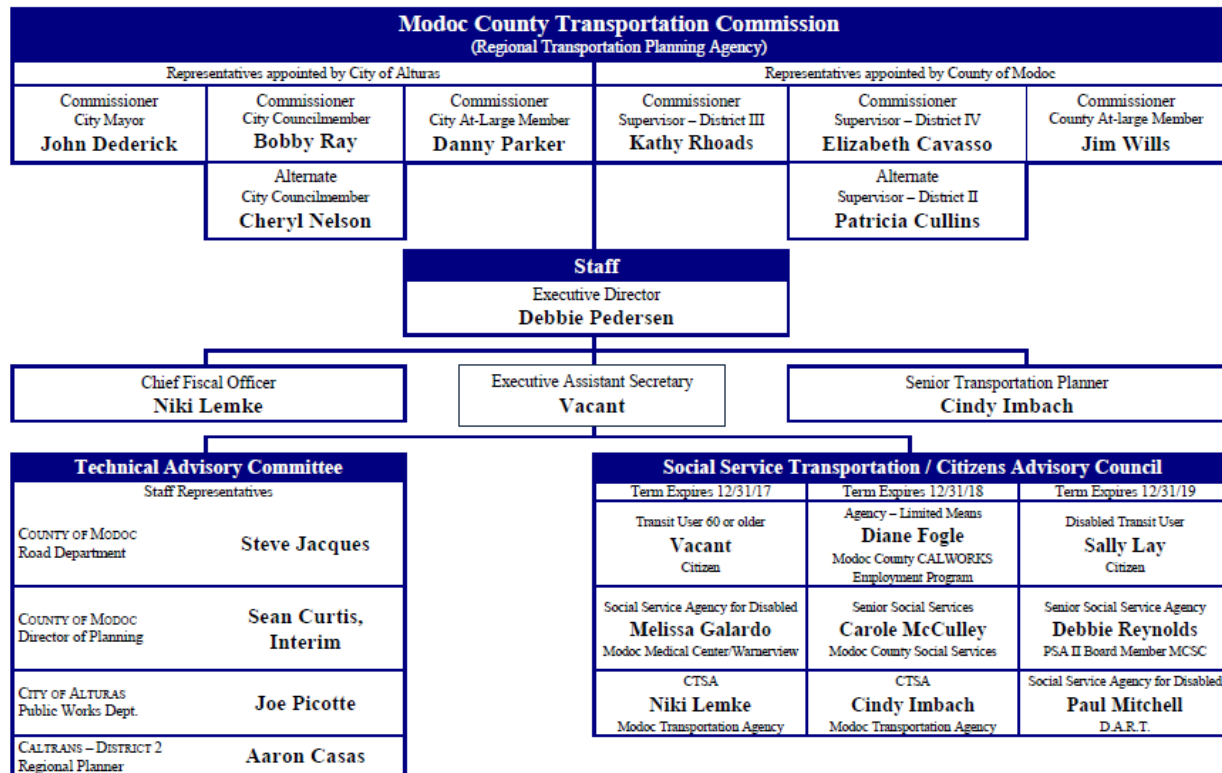 Modoc County Transportation Commission
(Regional Transportation Planning Agency)
Representatives appointed by City of Alturas
Representatives appointed by County of Modoc
Commissioner
City Mayor
John Dederick
Commissioner
City Councilmember
Bobby Ray
Commissioner
City At-Large Member
Danny Parker
Commissioner
Supervisor – District III
Kathy Rhoads
Commissioner
Supervisor – District IV
Elizabeth Cavasso
Commissioner
County At-large Member
Jim Wills
Alternate
City Councilmember
Cheryl Nelson
Alternate
Supervisor – District II
Patricia Cullins
Staff
Executive Director
Debbie Pedersen
Chief Fiscal Officer
Niki Lemke
Executive Assistant Secretary
Vacant
Senior Transportation Planner
Cindy Imbach
Technical Advisory Committee
Staff Representatives
COUNTY OF MODOC
Road Department
Steve Jacques
COUNTY OF MODOC
Director of Planning
Sean Curtis,
Interim
CITY OF ALTURAS
Public Works Dept.
Joe Picotte
CALTRANS – DISTRICT 2
Regional Planner
Aaron Casas
Social Service Transportation / Citizens Advisory Council
Term Expires 12/31/17
Term Expires 12/31/18
Term Expires 12/31/19
Transit User 60 or older
Vacant
Citizen
Agency – Limited Means
Diane Fogle
Modoc County CALWORKS
Employment Program
Disabled Transit User
Sally Lay
Citizen
Social Service Agency for Disabled
Melissa Galardo
Modoc Medical Center/Warnerview
Senior Social Services
Carole McCulley
Modoc County Social Services
Senior Social Service Agency
Debbie Reynolds
PSA II Board Member MCSC
CTSA
Niki Lemke
Modoc Transportation Agency
CTSA
Cindy Imbach
Modoc Transportation Agency
Social Service Agency for Disabled
Paul Mitchell
D.A.R.T.